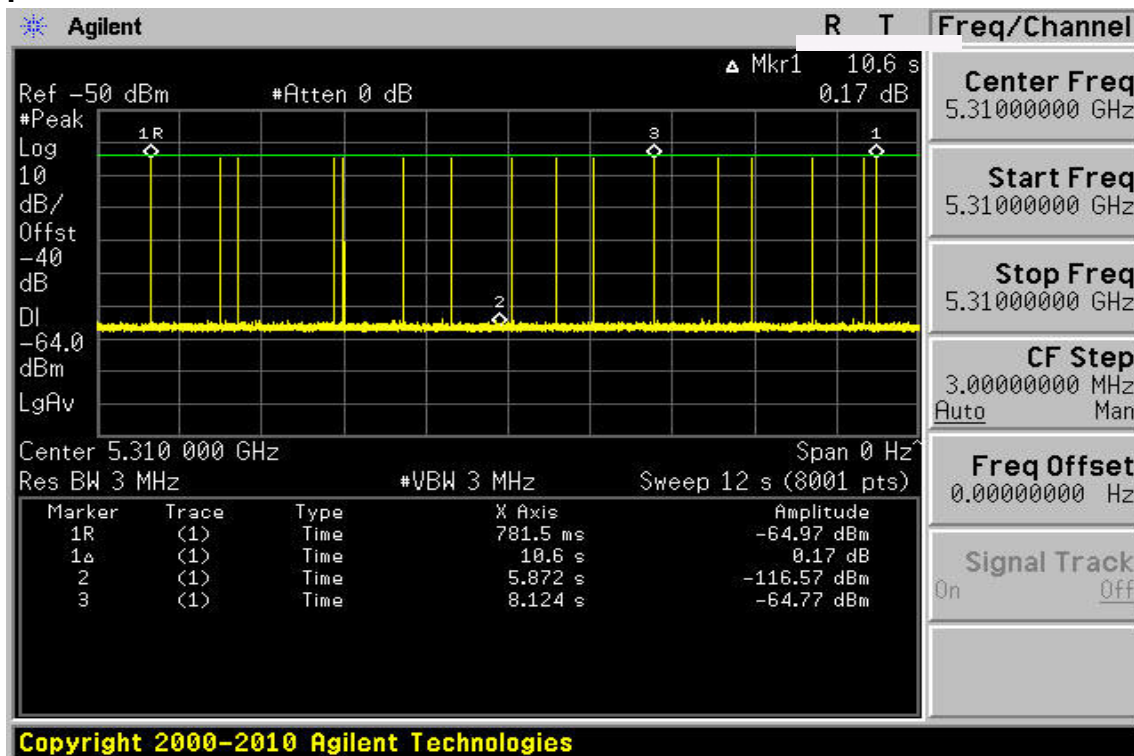 Agilent R T Freq/Channel
Δ Mkr1 10.6 s
Ref -50 dBm #Atten 0 dB 0.17 dB
#Peak
Log
10
dB/
Offst
-40
dB
DI
-64.0
dBm
LgAv
1R 3 1
2
Center 5.310 000 GHz Span 0 Hz^
Res BW 3 MHz #VBW 3 MHz Sweep 12 s (8001 pts)
Marker Trace Type X Axis Amplitude
1R (1) Time 781.5 ms -64.97 dBm
1Δ (1) Time 10.6 s 0.17 dB
2 (1) Time 5.872 s -116.57 dBm
3 (1) Time 8.124 s -64.77 dBm
Center Freq
5.31000000 GHz
Start Freq
5.31000000 GHz
Stop Freq
5.31000000 GHz
CF Step
3.00000000 MHz
Auto Man
Freq Offset
0.00000000 Hz
Signal Track
On Off
Copyright 2000-2010 Agilent Technologies